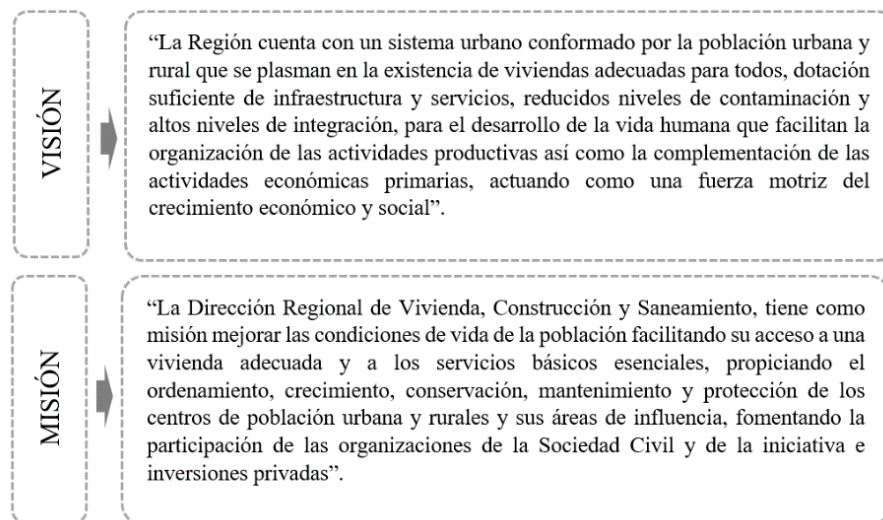 VISIÓN
“La Región cuenta con un sistema urbano conformado por la población urbana y
rural que se plasman en la existencia de viviendas adecuadas para todos, dotación
suficiente de infraestructura y servicios, reducidos niveles de contaminación y
altos niveles de integración, para el desarrollo de la vida humana que facilitan la
organización de las actividades productivas así como la complementación de las
actividades económicas primarias, actuando como una fuerza motriz del
crecimiento económico y social”.
MISIÓN
“La Dirección Regional de Vivienda, Construcción y Saneamiento, tiene como
misión mejorar las condiciones de vida de la población facilitando su acceso a una
vivienda adecuada y a los servicios básicos esenciales, propiciando el
ordenamiento, crecimiento, conservación, mantenimiento y protección de los
centros de población urbana y rurales y sus áreas de influencia, fomentando la
participación de las organizaciones de la Sociedad Civil y de la iniciativa e
inversiones privadas”.